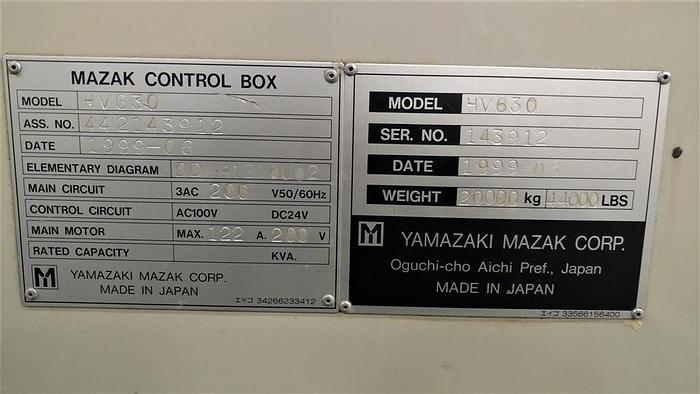 MAZAK CONTROL BOX
MODEL HV630
ASS. NO. 442143912
DATE 1999-06
ELEMENTARY DIAGRAM
MAIN CIRCUIT 3AC 200 V50/60Hz
CONTROL CIRCUIT AC100V DC24V
MAIN MOTOR MAX. 122 A. 200 V
RATED CAPACITY KVA.
M YAMAZAKI MAZAK CORP.
MADE IN JAPAN
エイコ 34266233412
MODEL HV630
SER. NO. 143912
DATE 1999-06
WEIGHT 20000 kg 44000 LBS
M YAMAZAKI MAZAK CORP.
Oguchi-cho Aichi Pref., Japan
MADE IN JAPAN
エイコ 33566156400